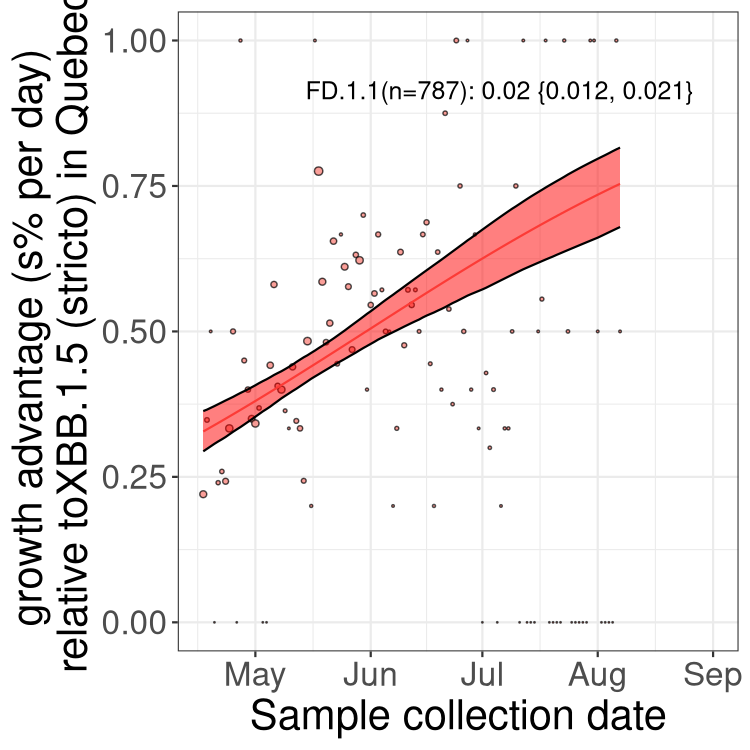 growth advantage (s% per day)
relative toXBB.1.5 (stricto) in Quebec
1.00
0.75
0.50
0.25
0.00
FD.1.1(n=787): 0.02 {0.012, 0.021}
May Jun Jul Aug Sep
Sample collection date